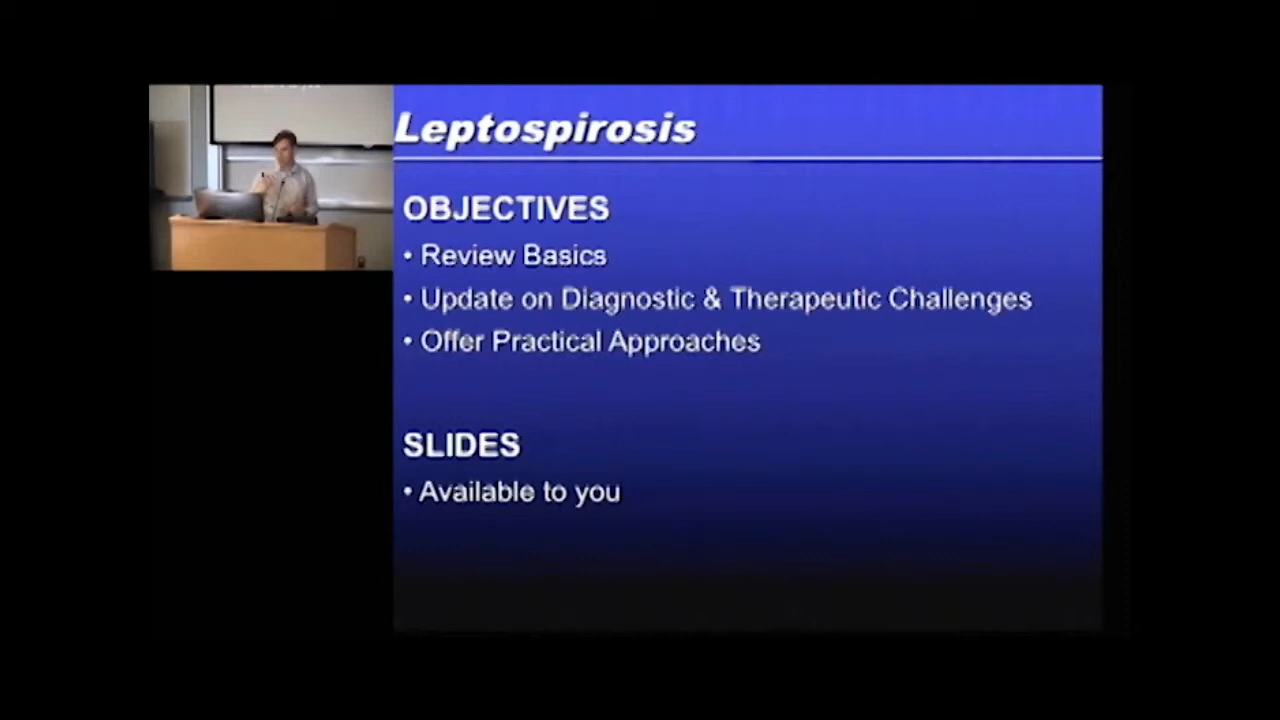 Leptospirosis
OBJECTIVES
• Review Basics
• Update on Diagnostic & Therapeutic Challenges
• Offer Practical Approaches
SLIDES
• Available to you